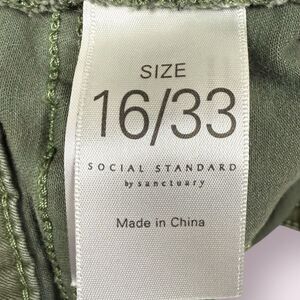 SIZE
16/33
SOCIAL STANDARD
by sanctuary
Made in China